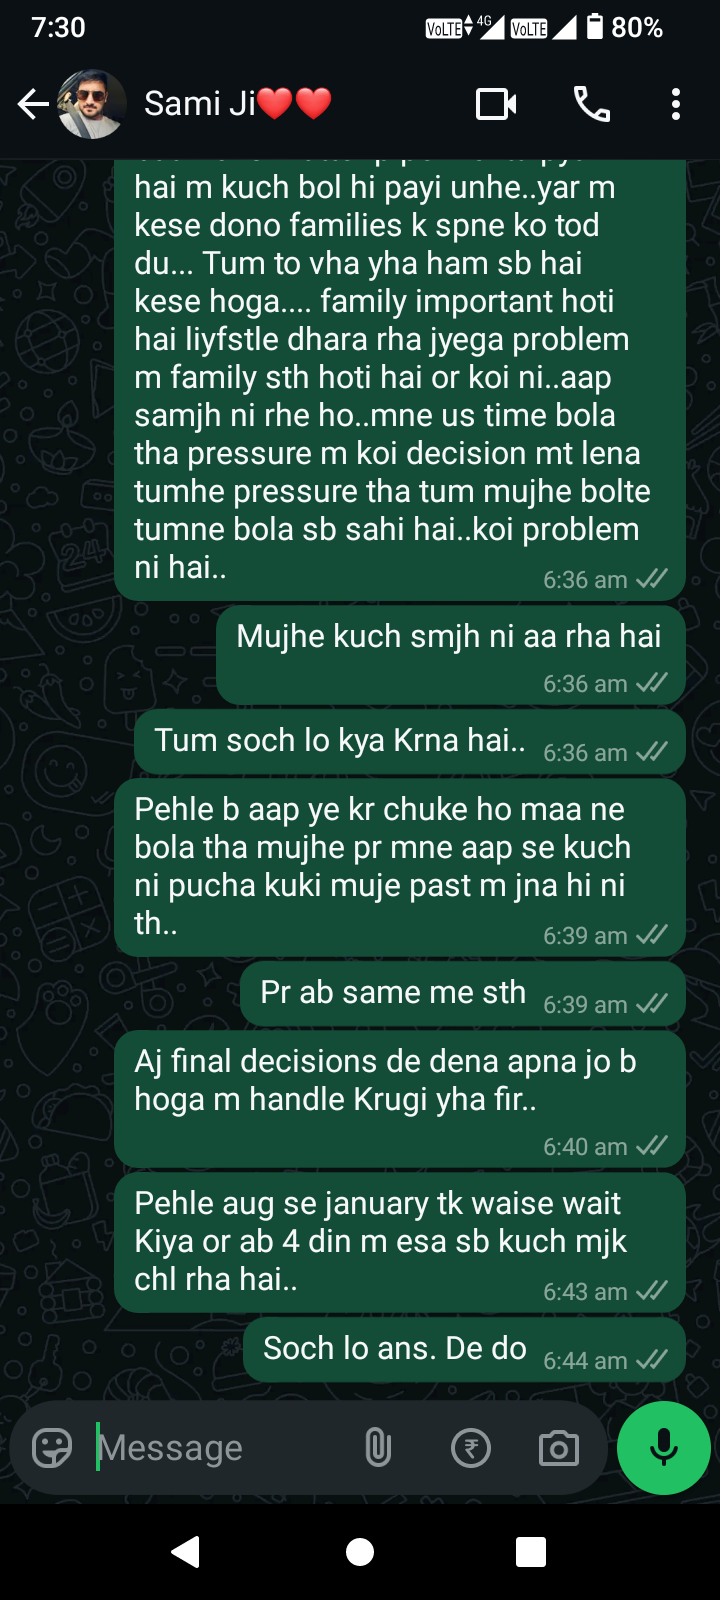 7:30
VoLTE 4G VoLTE 80%
Sami Ji❤️❤️
hai m kuch bol hi payi unhe..yar m
kese dono families k spne ko tod
du... Tum to vha yha ham sb hai
kese hoga.... family important hoti
hai liyfstle dhara rha jyega problem
m family sth hoti hai or koi ni..aap
samjh ni rhe ho..mne us time bola
tha pressure m koi decision mt lena
tumhe pressure tha tum mujhe bolte
tumne bola sb sahi hai..koi problem
ni hai..
6:36 am
Mujhe kuch smjh ni aa rha hai
6:36 am
Tum soch lo kya Krna hai..
6:36 am
Pehle b aap ye kr chuke ho maa ne
bola tha mujhe pr mne aap se kuch
ni pucha kuki muje past m jna hi ni
th..
6:39 am
Pr ab same me sth
6:39 am
Aj final decisions de dena apna jo b
hoga m handle Krugi yha fir..
6:40 am
Pehle aug se january tk waise wait
Kiya or ab 4 din m esa sb kuch mjk
chl rha hai..
6:43 am
Soch lo ans. De do
6:44 am
Message